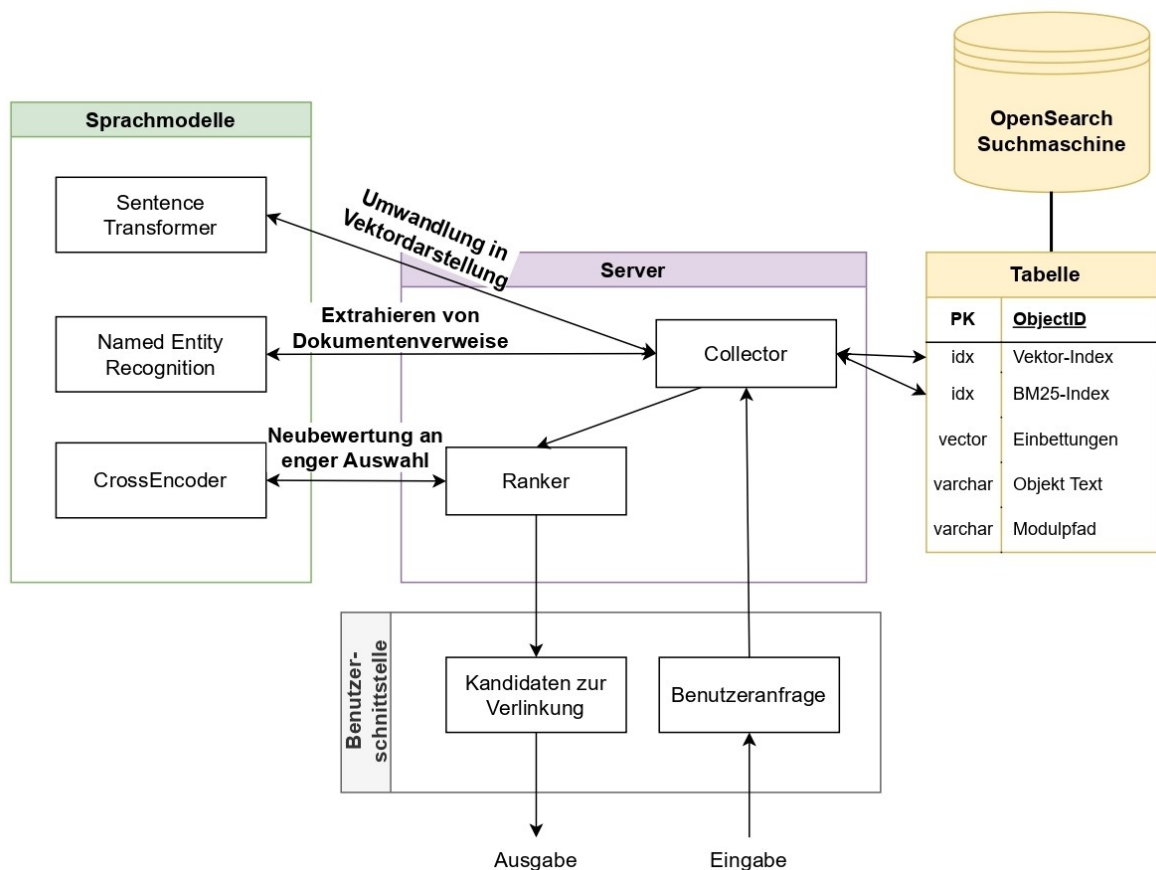 OpenSearch
Suchmaschine
Sprachmodelle
Sentence
Transformer
Umwandlung in
Vektordarstellung
Named Entity
Recognition
Extrahieren von
Dokumentenverweise
CrossEncoder
Neubewertung an
enger Auswahl
Server
Collector
Ranker
Tabelle
PK ObjectID
idx Vektor-Index
idx BM25-Index
vector Einbettungen
varchar Objekt Text
varchar Modulpfad
Benutzer-
schnittstelle
Kandidaten zur
Verlinkung
Benutzeranfrage
Ausgabe
Eingabe